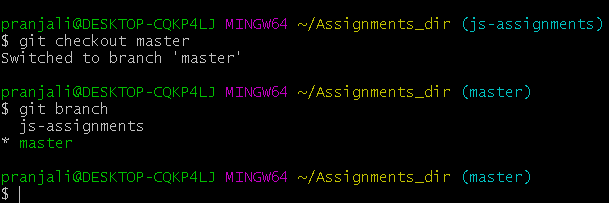 pranjali@DESKTOP-CQKP4LJ MINGW64 ~/Assignments_dir (js-assignments)
$ git checkout master
Switched to branch 'master'
pranjali@DESKTOP-CQKP4LJ MINGW64 ~/Assignments_dir (master)
$ git branch
  js-assignments
* master
pranjali@DESKTOP-CQKP4LJ MINGW64 ~/Assignments_dir (master)
$